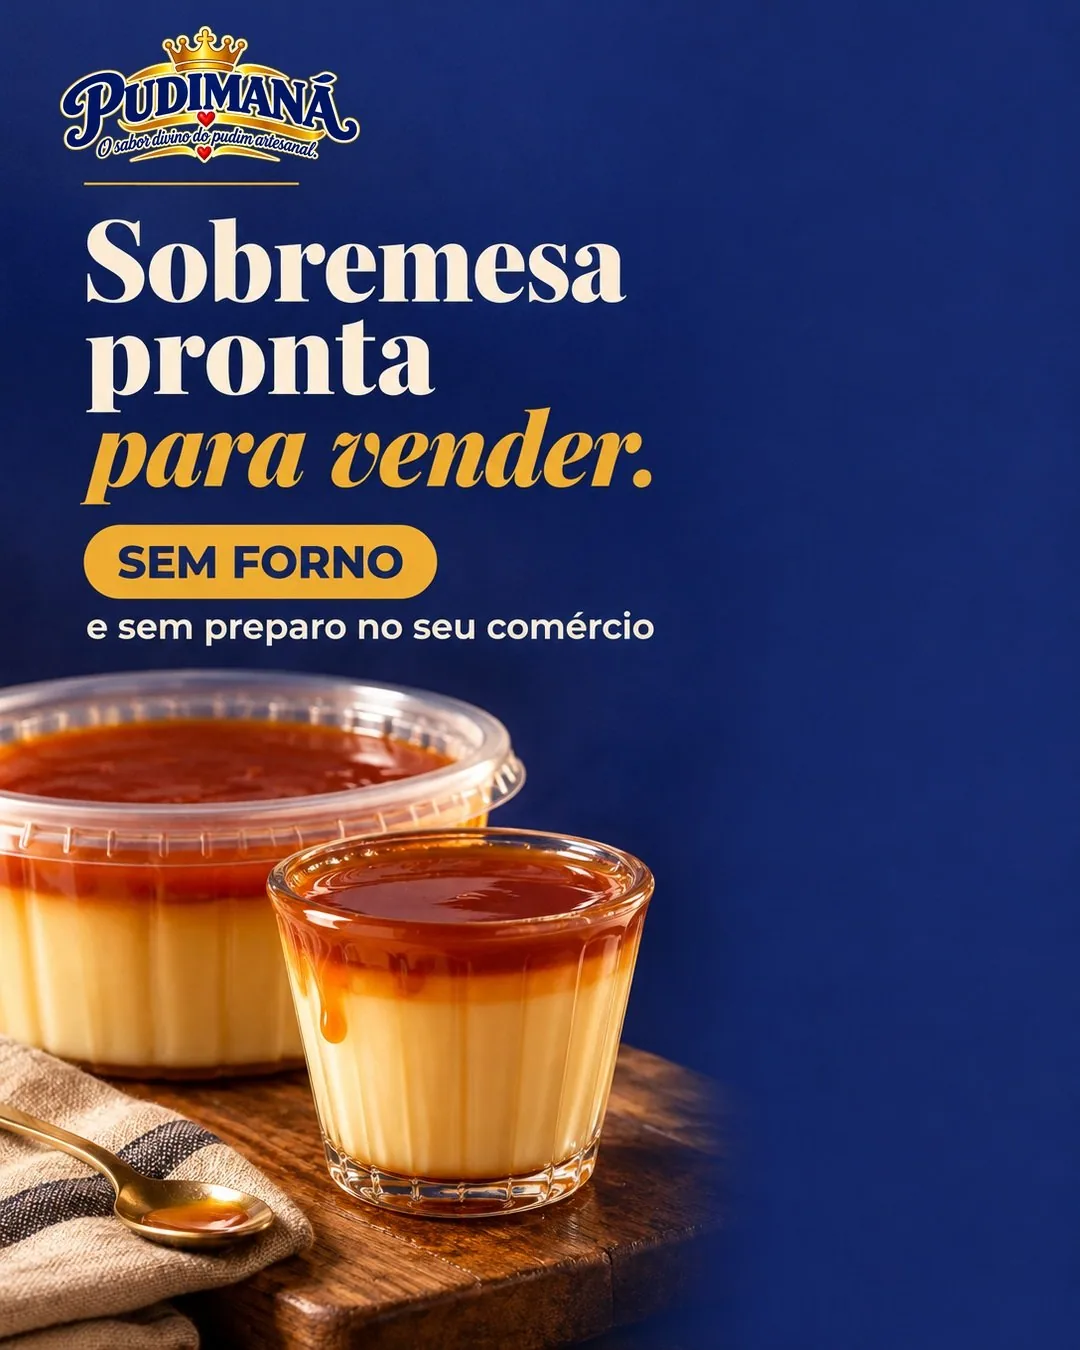 PUDIMANÁ
O sabor divino do pudim artesanal.
Sobremesa
pronta
para vender.
SEM FORNO
e sem preparo no seu comércio